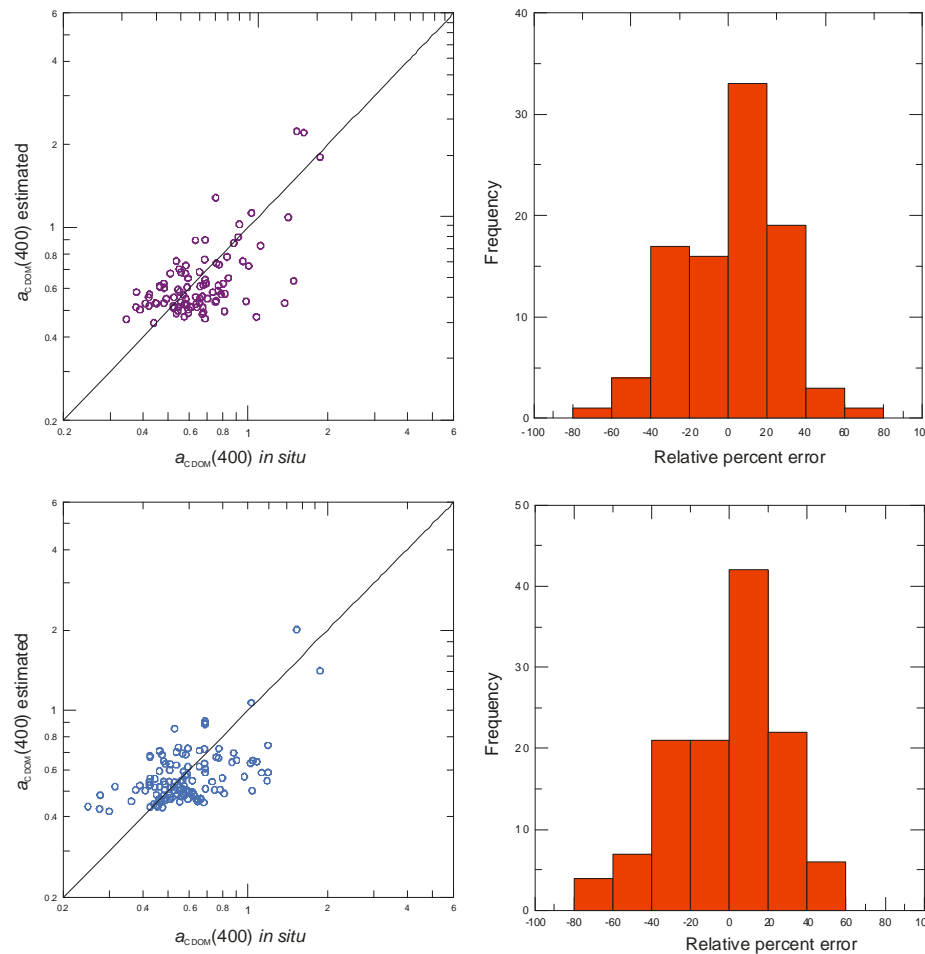 6
4
2
1
0.8
0.6
0.4
0.2
aCDOM(400) estimated
0.2 0.4 0.6 1 2 4 6
aCDOM(400) in situ
40
30
20
10
0
Frequency
-100 -80 -60 -40 -20 0 20 40 60 80 10
Relative percent error
6
4
2
1
0.8
0.6
0.4
0.2
aCDOM(400) estimated
0.2 0.4 0.6 1 2 4 6
aCDOM(400) in situ
50
40
30
20
10
0
Frequency
-100 -80 -60 -40 -20 0 20 40 60 80 100
Relative percent error